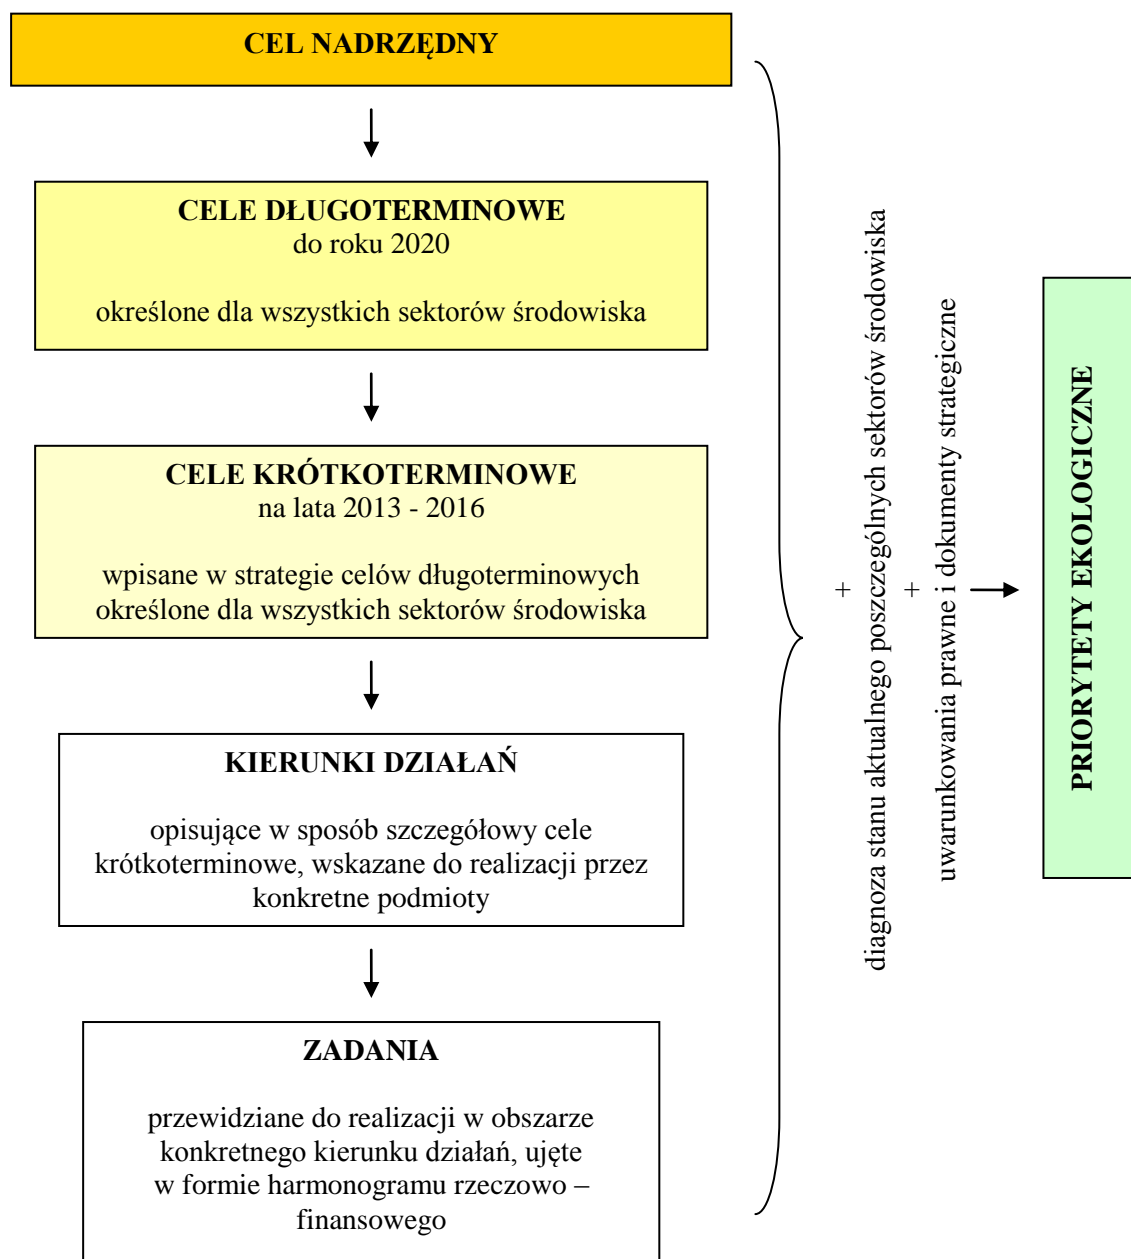 CEL NADRZĘDNY
CELE DŁUGOTERMINOWE
do roku 2020
określone dla wszystkich sektorów środowiska
CELE KRÓTKOTERMINOWE
na lata 2013 - 2016
wpisane w strategie celów długoterminowych
określone dla wszystkich sektorów środowiska
KIERUNKI DZIAŁAŃ
opisujące w sposób szczegółowy cele
krótkoterminowe, wskazane do realizacji przez
konkretne podmioty
ZADANIA
przewidziane do realizacji w obszarze
konkretnego kierunku działań, ujęte
w formie harmonogramu rzeczowo –
finansowego
+
diagnoza stanu aktualnego poszczególnych sektorów środowiska
+
uwarunkowania prawne i dokumenty strategiczne
PRIORYTETY EKOLOGICZNE